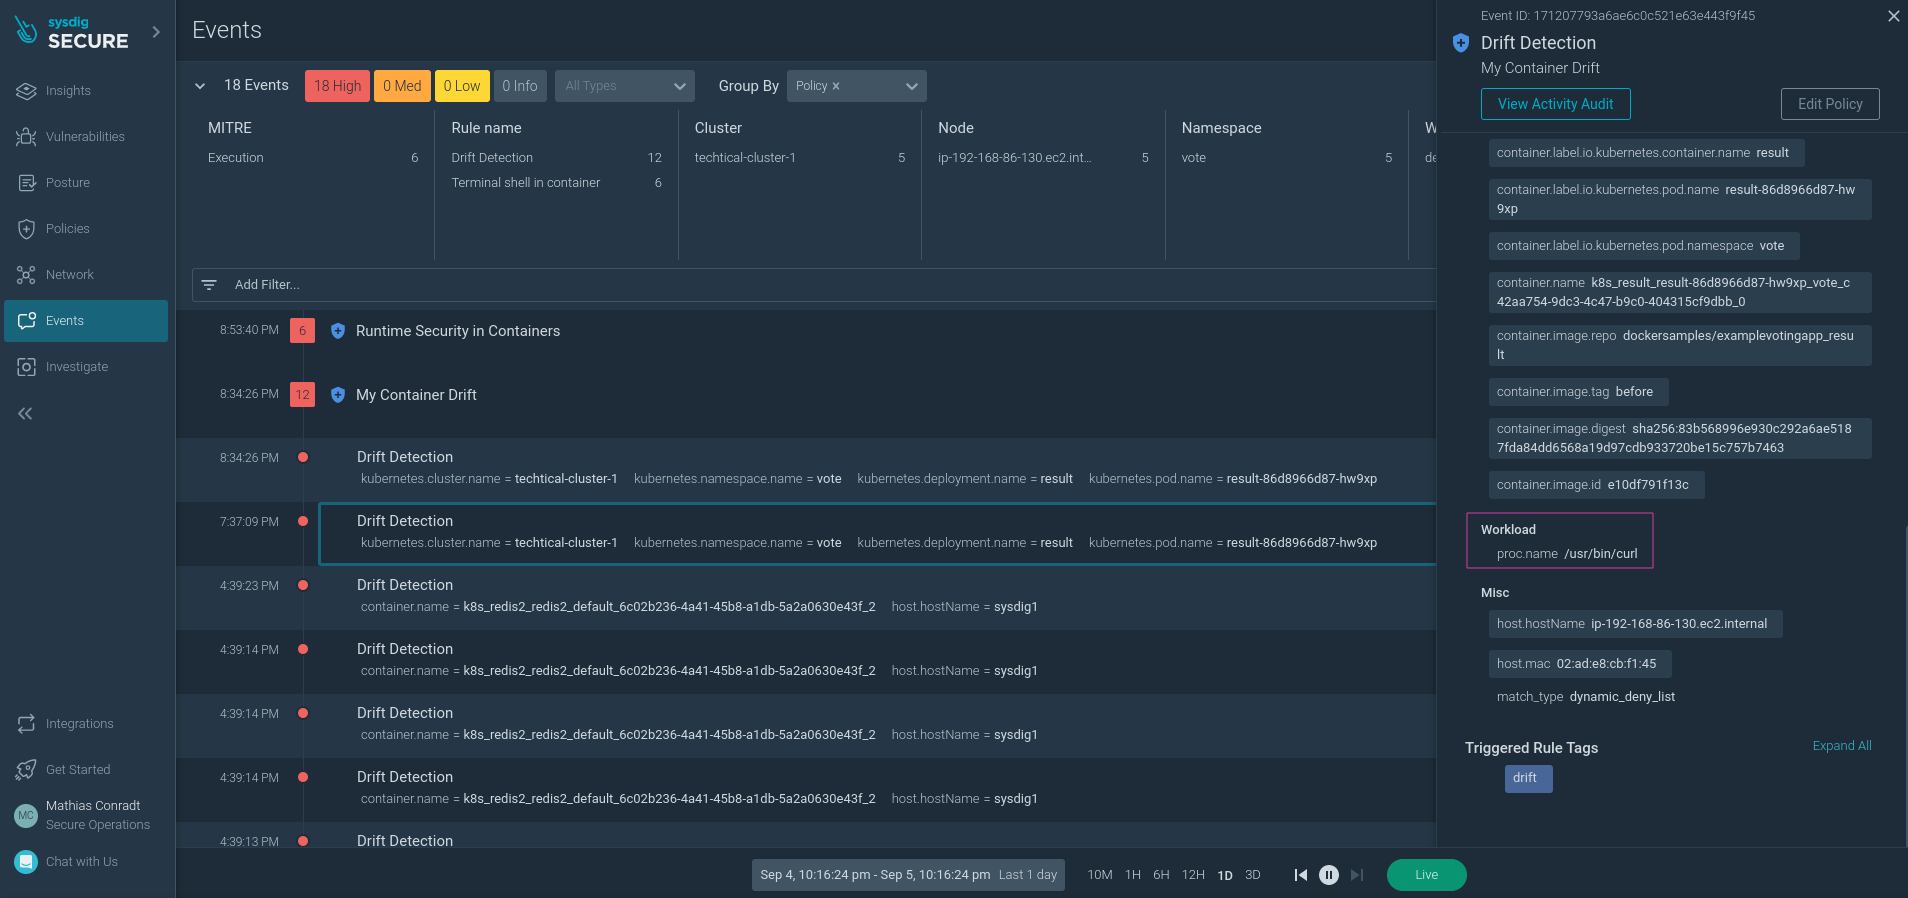 sysdig
SECURE
Insights
Vulnerabilities
Posture
Policies
Network
Events
Investigate
Integrations
Get Started
MC
Mathias Conradt
Secure Operations
Chat with Us
Events
18 Events 18 High 0 Med 0 Low 0 Info All Types Group By Policy ×
MITRE Rule name Cluster Node Namespace
Execution 6 Drift Detection 12 techtical-cluster-1 5 ip-192-168-86-130.ec2.int... 5 vote 5 de
Terminal shell in container 6
Add Filter...
8:53:40 PM 6 Runtime Security in Containers
8:34:26 PM 12 My Container Drift
8:34:26 PM Drift Detection
kubernetes.cluster.name = techtical-cluster-1 kubernetes.namespace.name = vote kubernetes.deployment.name = result kubernetes.pod.name = result-86d8966d87-hw9xp
7:37:09 PM Drift Detection
kubernetes.cluster.name = techtical-cluster-1 kubernetes.namespace.name = vote kubernetes.deployment.name = result kubernetes.pod.name = result-86d8966d87-hw9xp
4:39:23 PM Drift Detection
container.name = k8s_redis2_redis2_default_6c02b236-4a41-45b8-a1db-5a2a0630e43f_2 host.hostName = sysdig1
4:39:14 PM Drift Detection
container.name = k8s_redis2_redis2_default_6c02b236-4a41-45b8-a1db-5a2a0630e43f_2 host.hostName = sysdig1
4:39:14 PM Drift Detection
container.name = k8s_redis2_redis2_default_6c02b236-4a41-45b8-a1db-5a2a0630e43f_2 host.hostName = sysdig1
4:39:14 PM Drift Detection
container.name = k8s_redis2_redis2_default_6c02b236-4a41-45b8-a1db-5a2a0630e43f_2 host.hostName = sysdig1
4:39:13 PM Drift Detection
Sep 4, 10:16:24 pm - Sep 5, 10:16:24 pm Last 1 day 10M 1H 6H 12H 1D 3D Live
Event ID: 171207793a6ae6c0c521e63e443f9f45
Drift Detection
My Container Drift
View Activity Audit Edit Policy
container.label.io.kubernetes.container.name result
container.label.io.kubernetes.pod.name result-86d8966d87-hw
9xp
container.label.io.kubernetes.pod.namespace vote
container.name k8s_result_result-86d8966d87-hw9xp_vote_c
42aa754-9dc3-4c47-b9c0-404315cf9dbb_0
container.image.repo dockersamples/examplevotingapp_resu
lt
container.image.tag before
container.image.digest sha256:83b568996e930c292a6ae518
7fda84dd6568a19d97cdb933720be15c757b7463
container.image.id e10df791f13c
Workload
proc.name /usr/bin/curl
Misc
host.hostName ip-192-168-86-130.ec2.internal
host.mac 02:ad:e8:cb:f1:45
match_type dynamic_deny_list
Triggered Rule Tags Expand All
drift